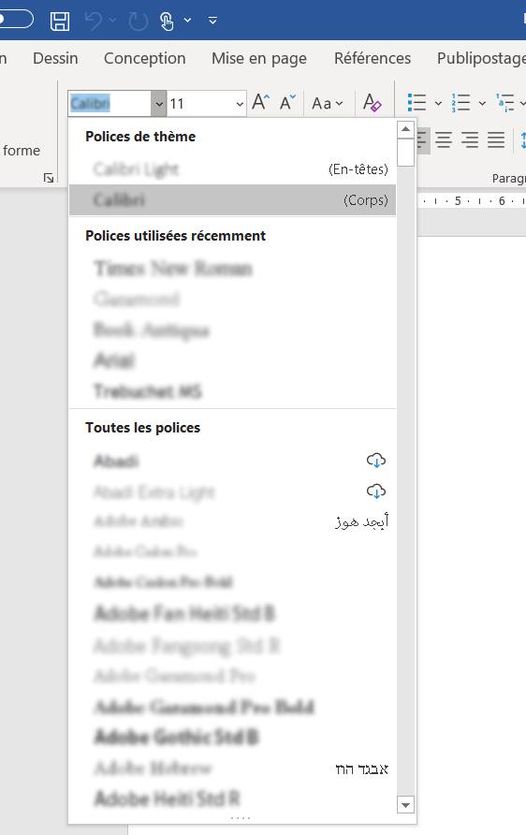 Dessin Conception Mise en page Références Publipostage
Calibri 11 Aa
forme
Polices de thème
Calibri Light (En-têtes)
Calibri (Corps)
· 5 · 6 ·
Polices utilisées récemment
Times New Roman
Garamond
Book Antiqua
Arial
Trebuchet MS
Toutes les polices
Abadi
Abadi Extra Light
Adobe Arabic أبجد هوز
Adobe Caslon Pro
Adobe Caslon Pro Bold
Adobe Fan Heiti Std B
Adobe Fangsong Std R
Adobe Garamond Pro
Adobe Garamond Pro Bold
Adobe Gothic Std B
Adobe Hebrew אבגד הוז
Adobe Heiti Std R